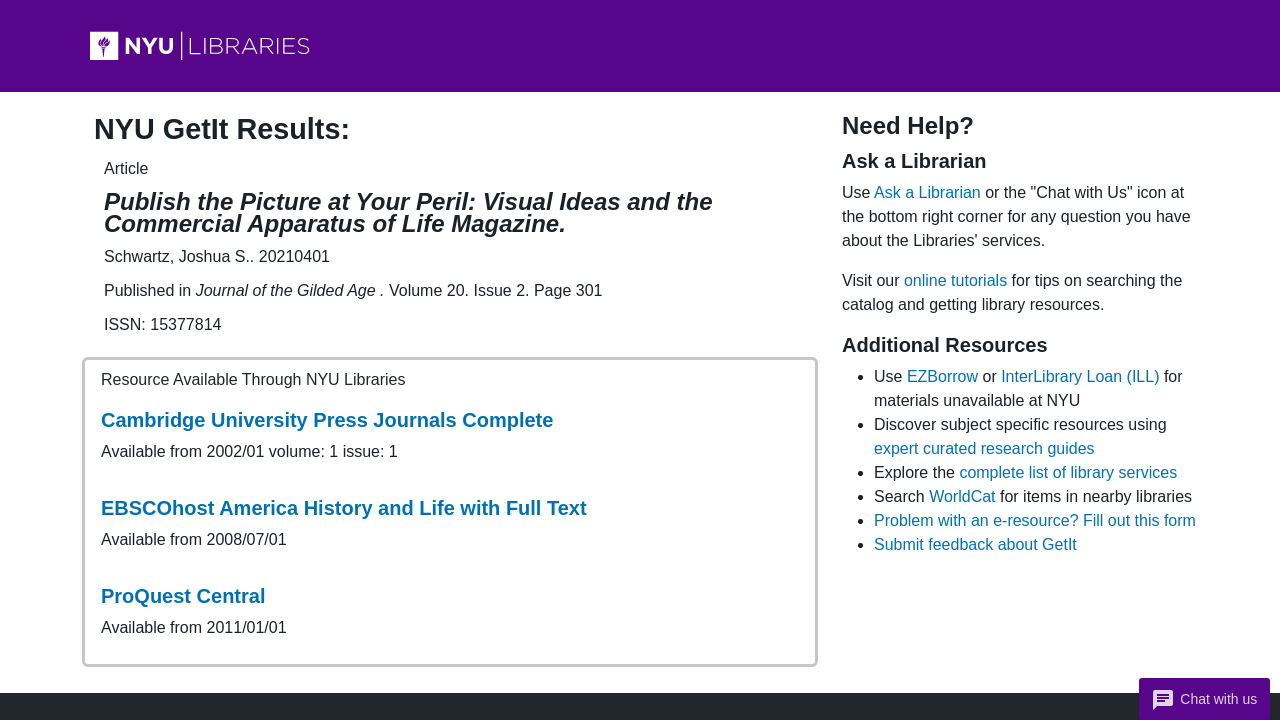 NYU LIBRARIES
NYU GetIt Results:
Article
Publish the Picture at Your Peril: Visual Ideas and the
Commercial Apparatus of Life Magazine.
Schwartz, Joshua S.. 20210401
Published in Journal of the Gilded Age . Volume 20. Issue 2. Page 301
ISSN: 15377814
Resource Available Through NYU Libraries
Cambridge University Press Journals Complete
Available from 2002/01 volume: 1 issue: 1
EBSCOhost America History and Life with Full Text
Available from 2008/07/01
ProQuest Central
Available from 2011/01/01
Need Help?
Ask a Librarian
Use Ask a Librarian or the "Chat with Us" icon at
the bottom right corner for any question you have
about the Libraries' services.
Visit our online tutorials for tips on searching the
catalog and getting library resources.
Additional Resources
• Use EZBorrow or InterLibrary Loan (ILL) for
materials unavailable at NYU
• Discover subject specific resources using
expert curated research guides
• Explore the complete list of library services
• Search WorldCat for items in nearby libraries
• Problem with an e-resource? Fill out this form
• Submit feedback about GetIt
Chat with us